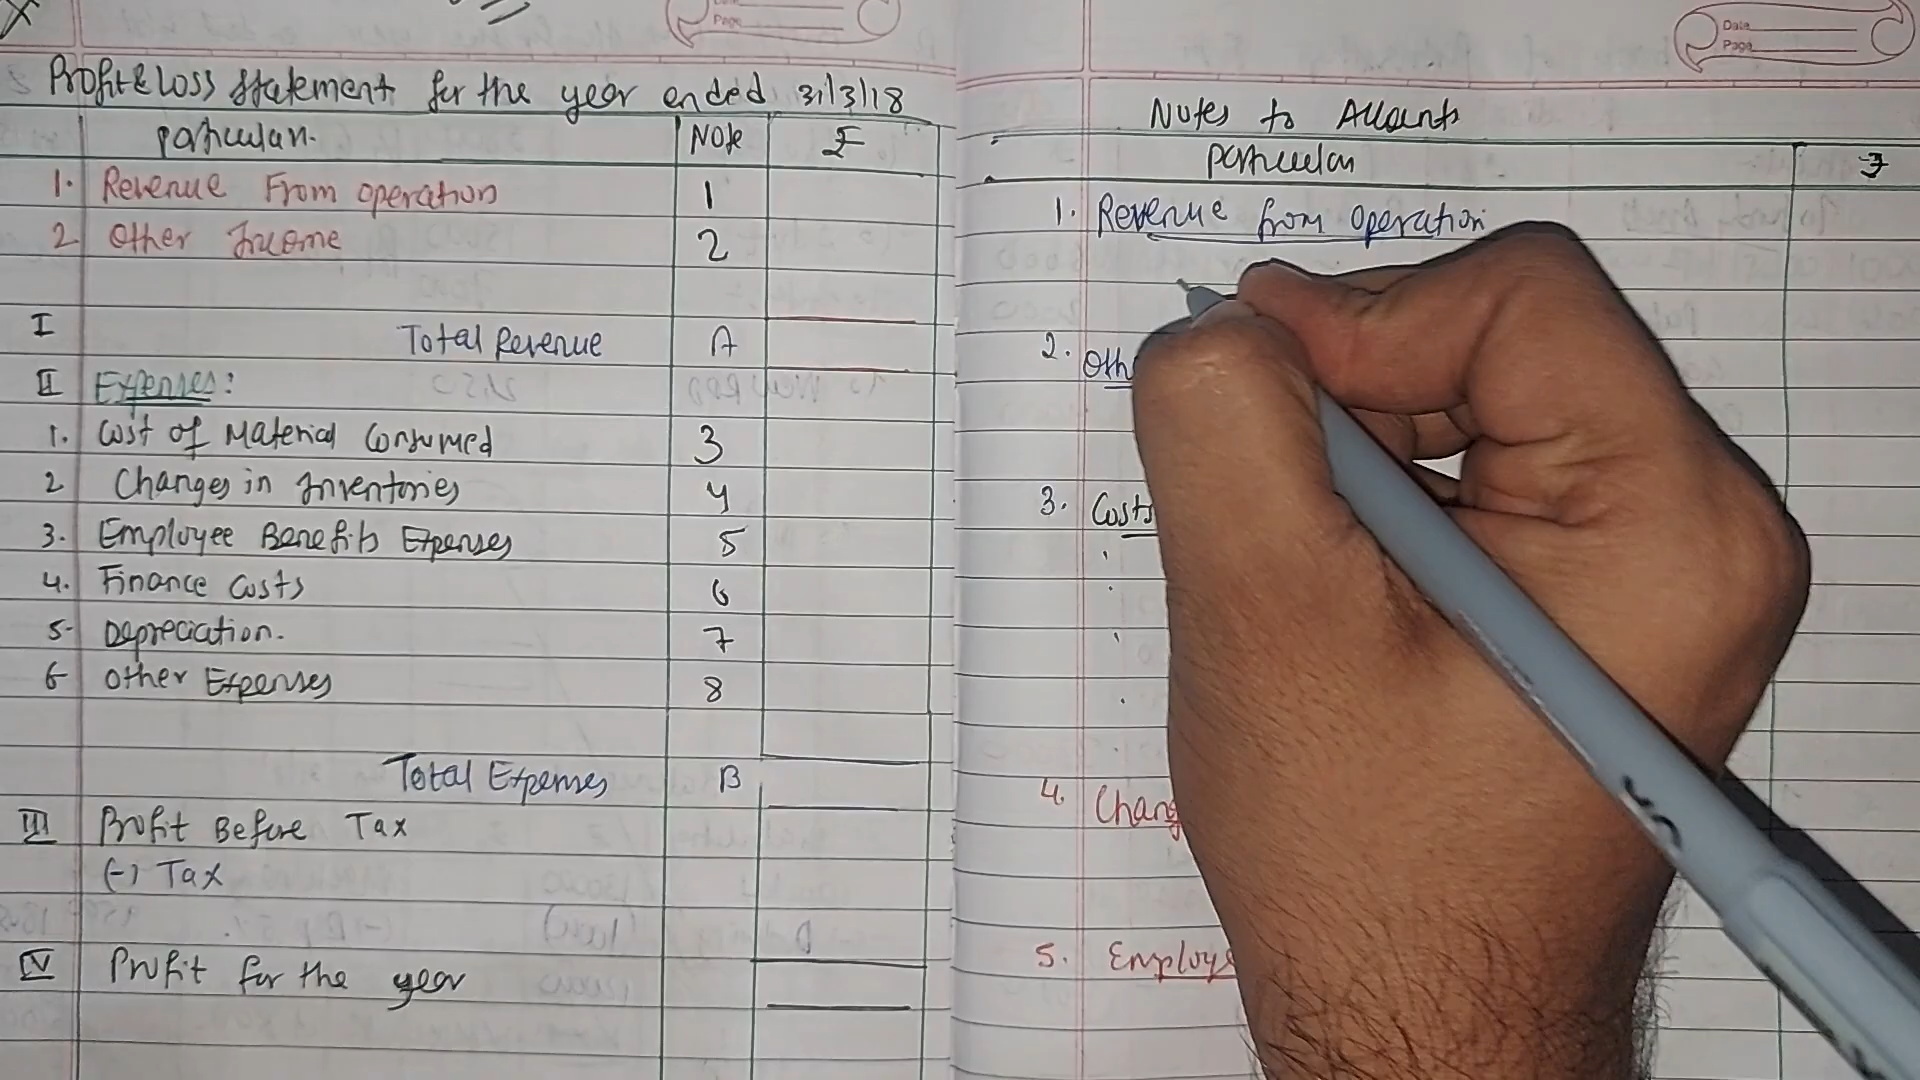 Page
Profit & Loss Statement for the year ended 31/3/18
Particulars. Note ₹
1. Revenue From operation 1
2 Other Income 2
I Total Revenue A
II Expenses:
1. Cost of Material Consumed 3
2 Changes in Inventories 4
3. Employee Benefits Expenses 5
4. Finance Costs 6
5- Depreciation. 7
6- Other Expenses 8
Total Expenses B
III Profit Before Tax
(-) Tax
IV Profit for the year
Date
Page
Notes to Accounts
Particulars ₹
1. Revenue from operation
2. Oth
3. Costs
4. Chang
5. Employe